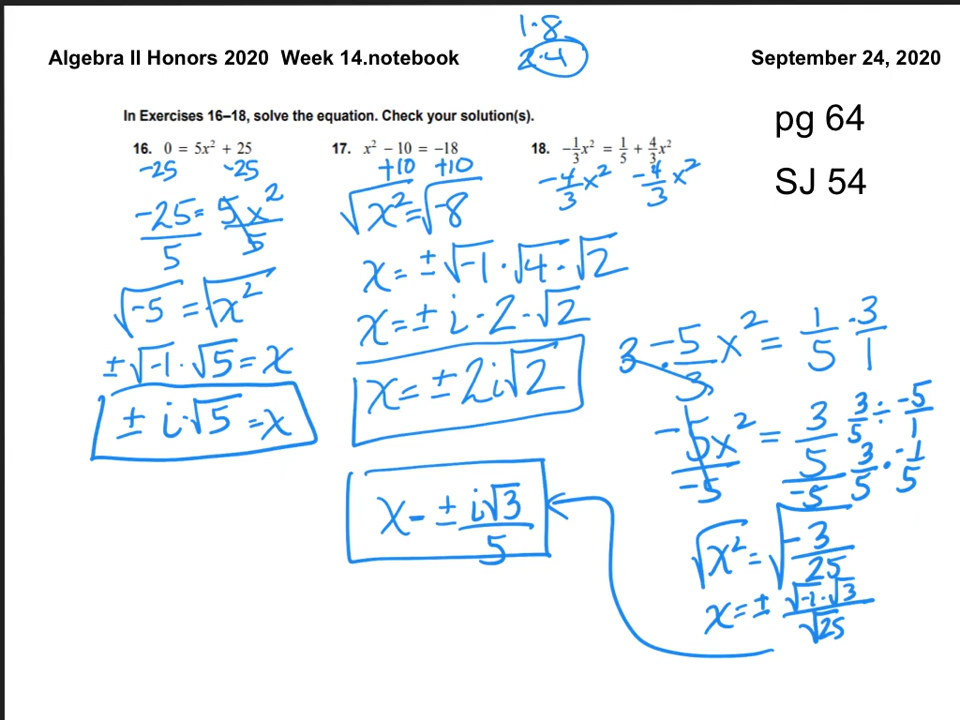 1·8
2·4
Algebra II Honors 2020 Week 14.notebook
September 24, 2020
In Exercises 16–18, solve the equation. Check your solution(s).
pg 64
SJ 54
16. 0 = 5x² + 25
-25 -25
-25/5 = 5x²/5
√-5 = √x²
±√-1·√5 = x
± i·√5 = x
17. x² − 10 = −18
+10 +10
√x² = √-8
x = ±√-1·√4·√2
x = ± i·2·√2
x = ±2i√2
18. −1/3x² = 1/5 + 4/3x²
-4/3x² -4/3x²
3·-5/3x² = 1/5·3/1
-5x²/-5 = 3/5/-5
3/5 ÷ -5/1
3/5 · -1/5
√x² = √-3/25
x = ± √-1·√3/√25
x = ± i√3/5